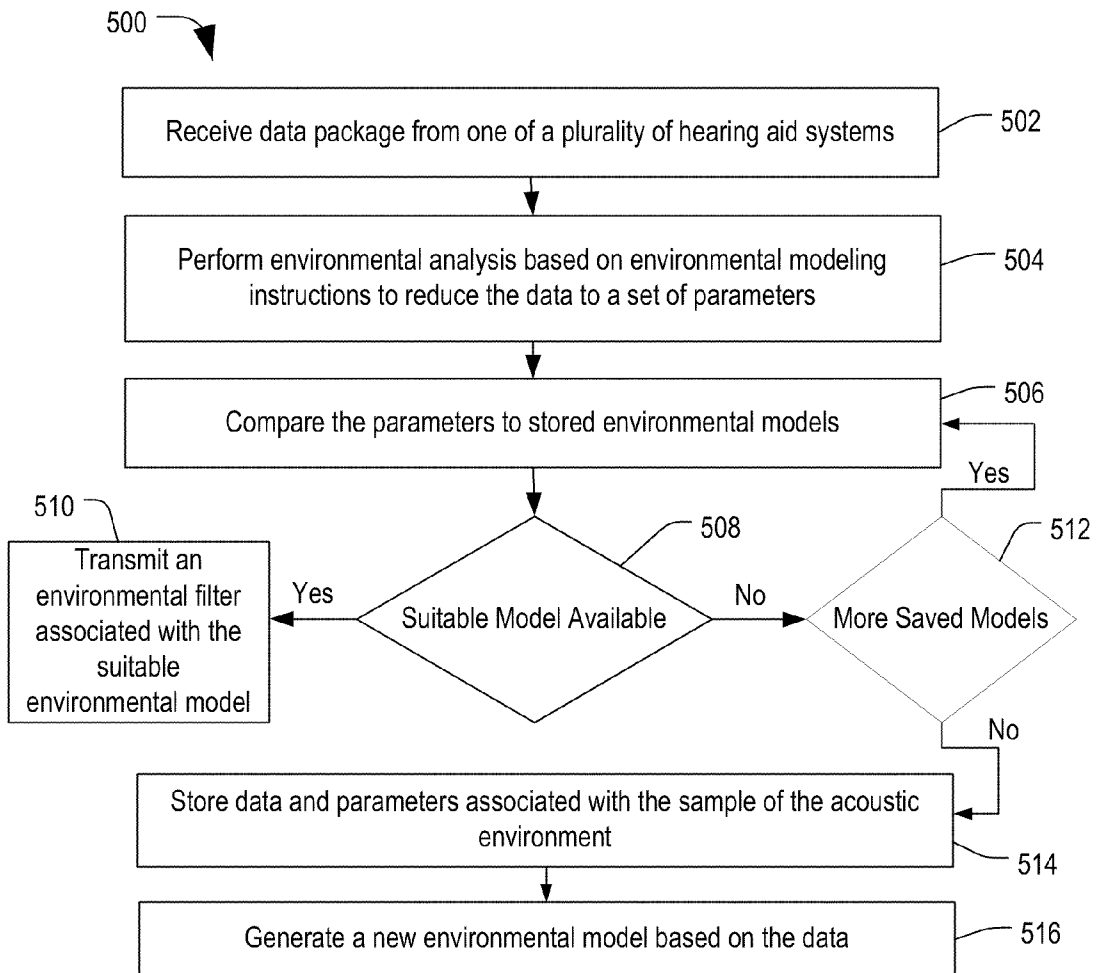 500
Receive data package from one of a plurality of hearing aid systems
502
Perform environmental analysis based on environmental modeling
instructions to reduce the data to a set of parameters
504
Compare the parameters to stored environmental models
506
Yes
510
Transmit an
environmental filter
associated with the
suitable
environmental model
Yes
Suitable Model Available
508
No
More Saved Models
512
No
Store data and parameters associated with the sample of the acoustic
environment
514
Generate a new environmental model based on the data
516